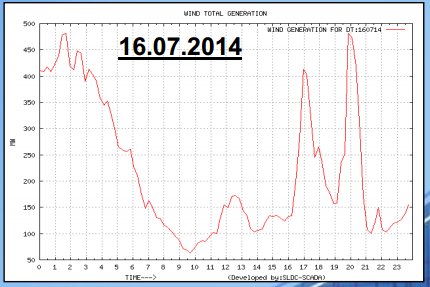 WIND TOTAL GENERATION
WIND GENERATION FOR DT:160714
16.07.2014
500
450
400
350
300
250
200
150
100
50
MW
0 1 2 3 4 5 6 7 8 9 10 11 12 13 14 15 16 17 18 19 20 21 22 23
TIME---> (Developed by:SLDC-SCADA)